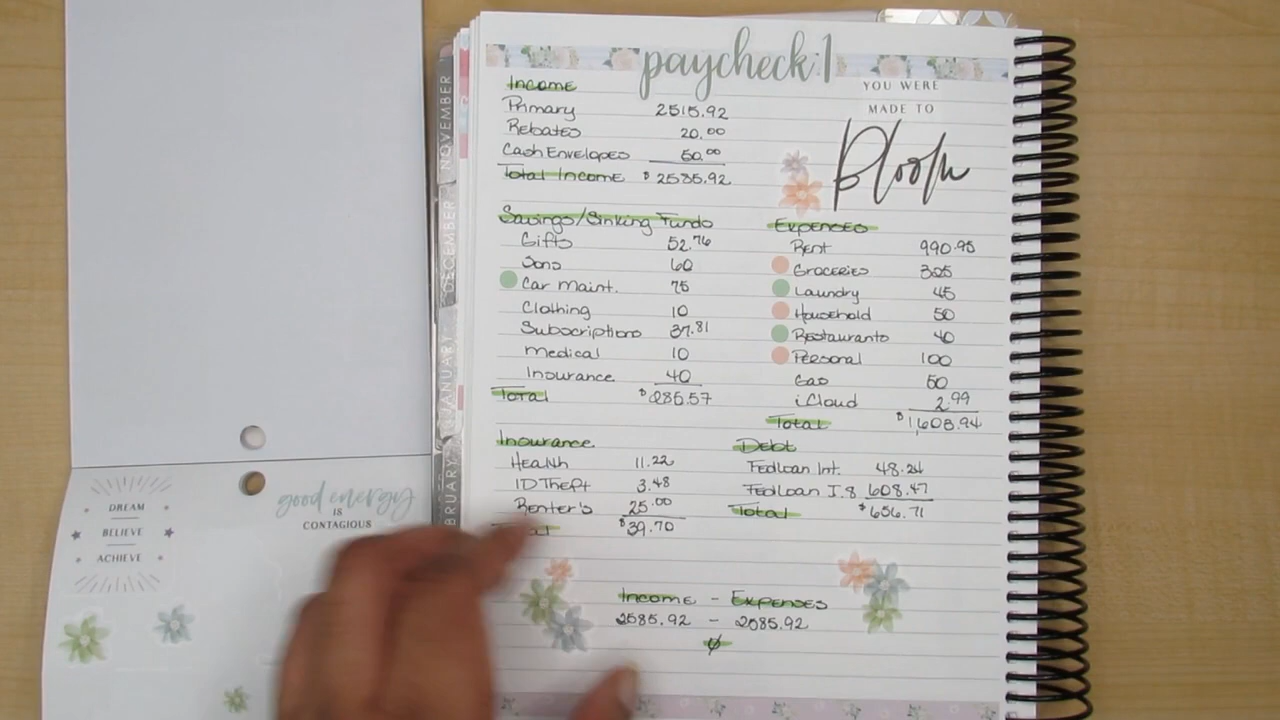 paycheck 1
YOU WERE
MADE TO
bloom
Income
Primary 2515.92
Rebates 20.00
Cash Envelopes 50.00
Total Income $2585.92
Savings/Sinking Funds
Gifts 52.76
Sons 60
Car Maint. 75
Clothing 10
Subscriptions 37.81
Medical 10
Insurance 40
Total $285.57
Expenses
Rent 990.95
Groceries 325
Laundry 45
Household 50
Restaurants 40
Personal 100
Gas 50
iCloud 2.99
Total $1,603.94
Insurance
Health 11.22
ID Theft 3.48
Renter's 25.00
$39.70
Debt
Fedloan Int. 48.24
Fedloan 1.8 608.47
Total $656.71
Income - Expenses
2585.92 - 2585.92
Ø
NOVEMBER
DECEMBER
JANUARY
BRUARY
DREAM
BELIEVE
ACHIEVE
good energy
IS
CONTAGIOUS